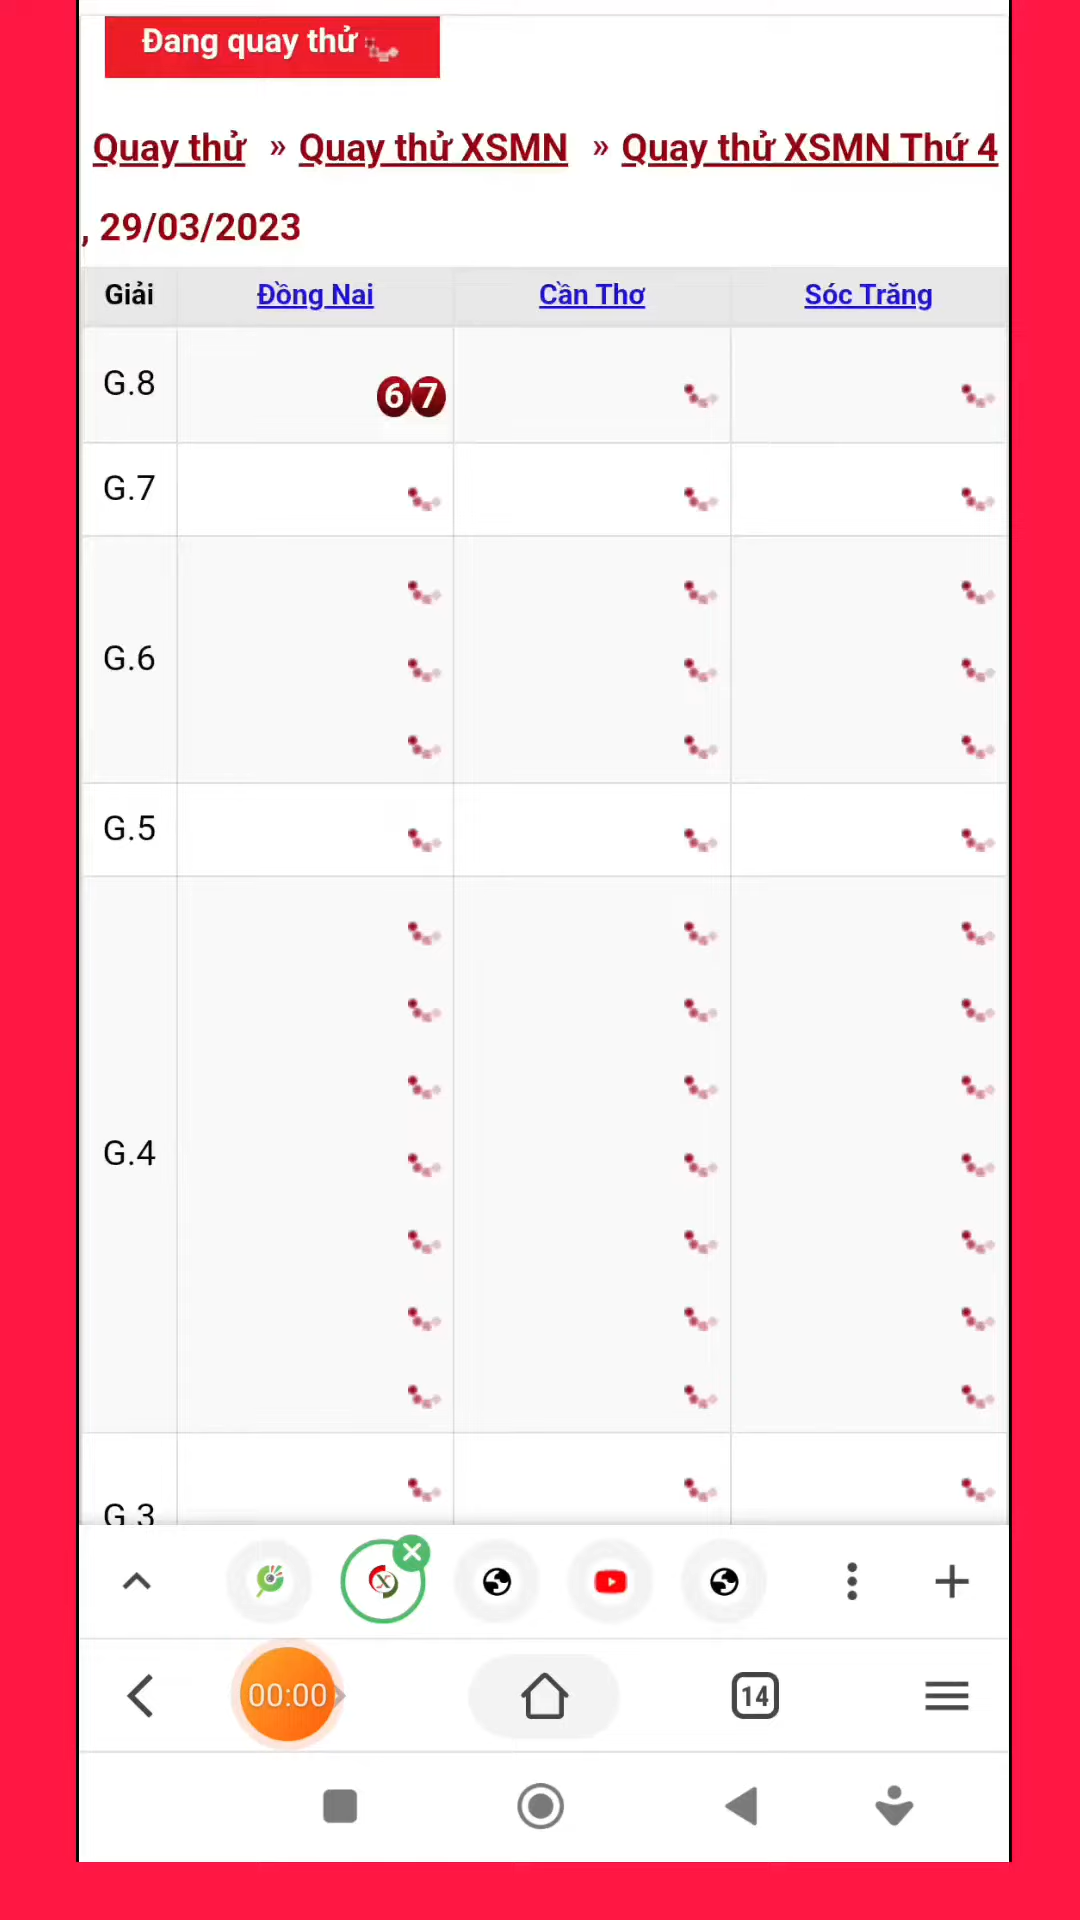 Đang quay thử
Quay thử » Quay thử XSMN » Quay thử XSMN Thứ 4
, 29/03/2023
Giải Đồng Nai Cần Thơ Sóc Trăng
G.8 67
G.7
G.6
G.5
G.4
G.3
00:00 14